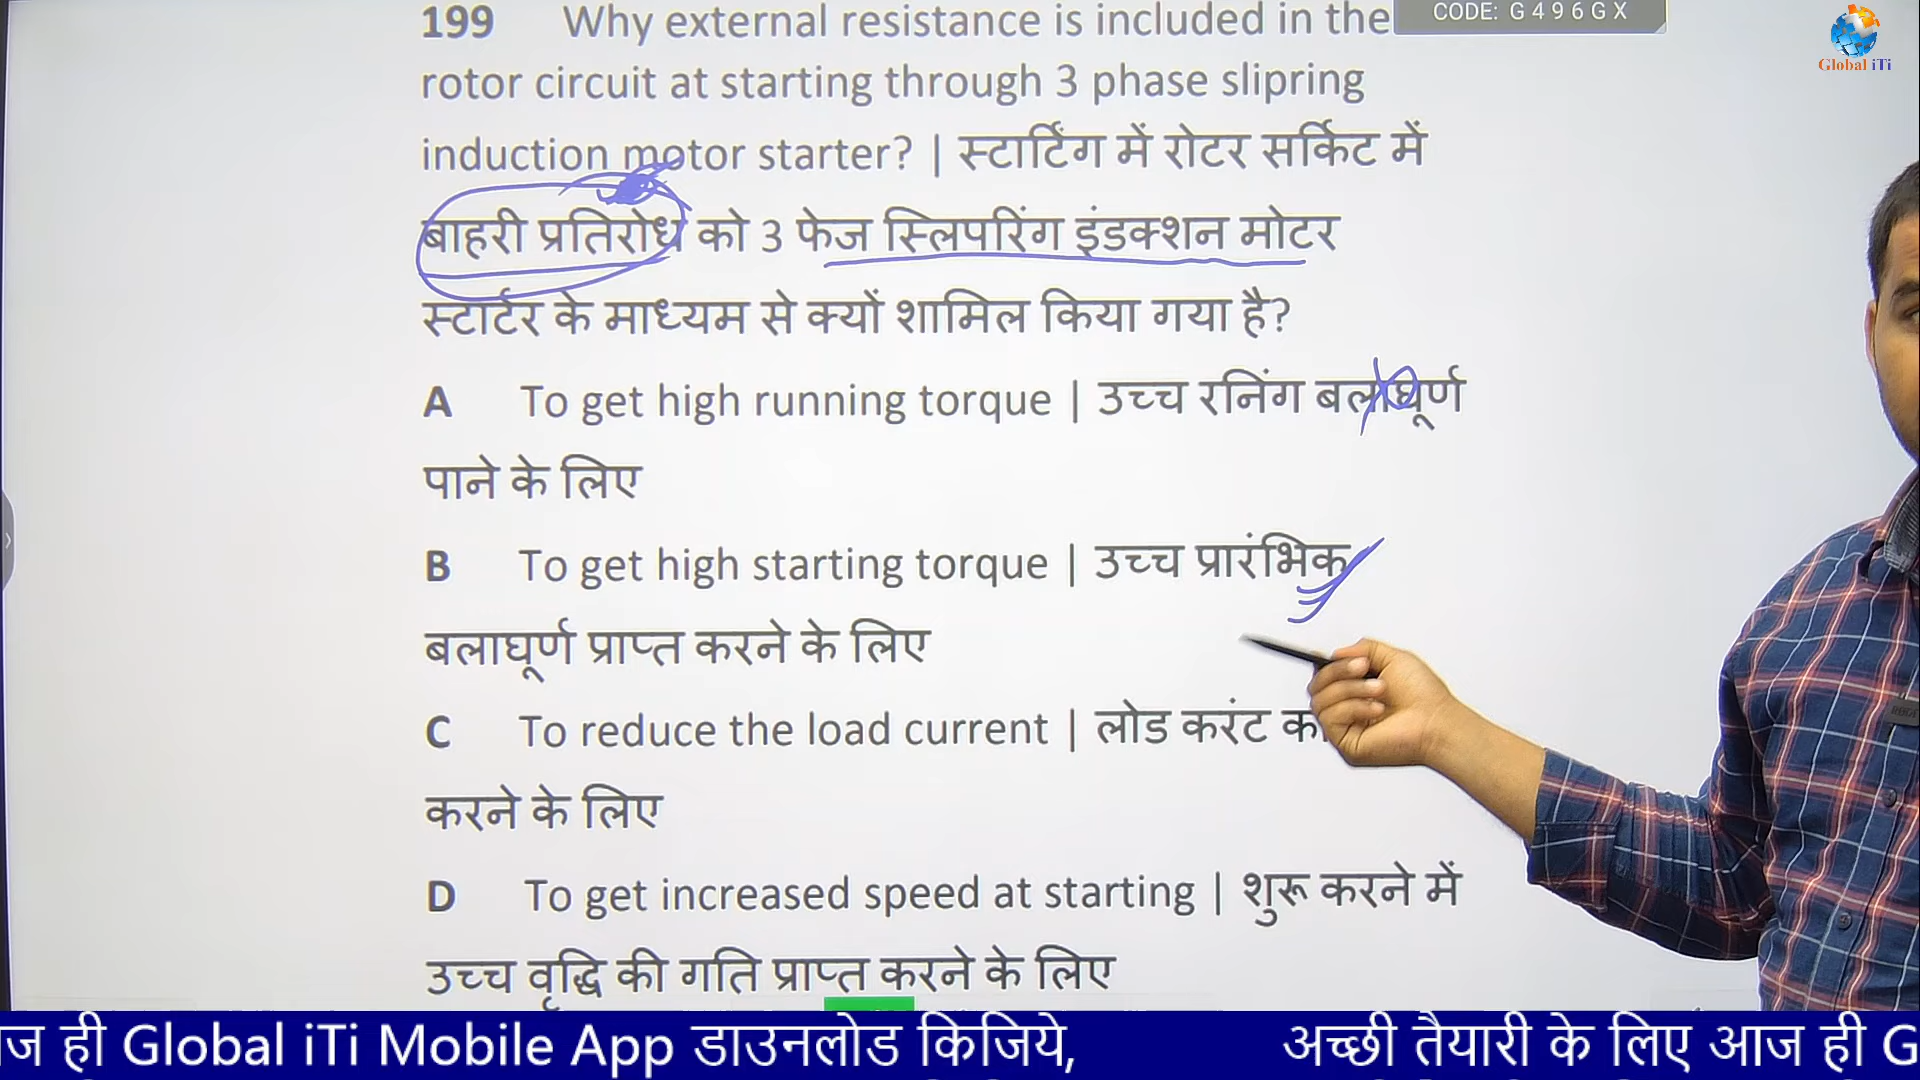 CODE: G 4 9 6 G X
Global iTi
199 Why external resistance is included in the
rotor circuit at starting through 3 phase slipring
induction motor starter? | स्टार्टिंग में रोटर सर्किट में
बाहरी प्रतिरोध को 3 फेज स्लिपरिंग इंडक्शन मोटर
स्टार्टर के माध्यम से क्यों शामिल किया गया है?
A To get high running torque | उच्च रनिंग बलाघूर्ण
पाने के लिए
B To get high starting torque | उच्च प्रारंभिक
बलाघूर्ण प्राप्त करने के लिए
C To reduce the load current | लोड करंट
करने के लिए
D To get increased speed at starting | शुरू करने में
उच्च वृद्धि की गति प्राप्त करने के लिए
ही Global iTi Mobile App डाउनलोड किजिये, अच्छी तैयारी के लिए आज ही G